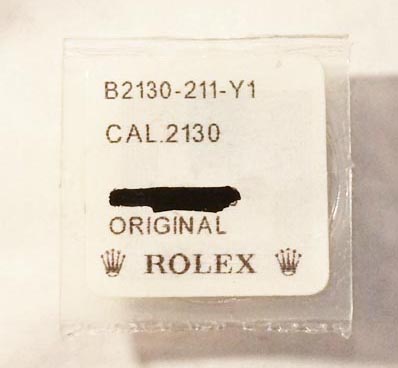 B2130-211-Y1
CAL.2130
ORIGINAL
ROLEX